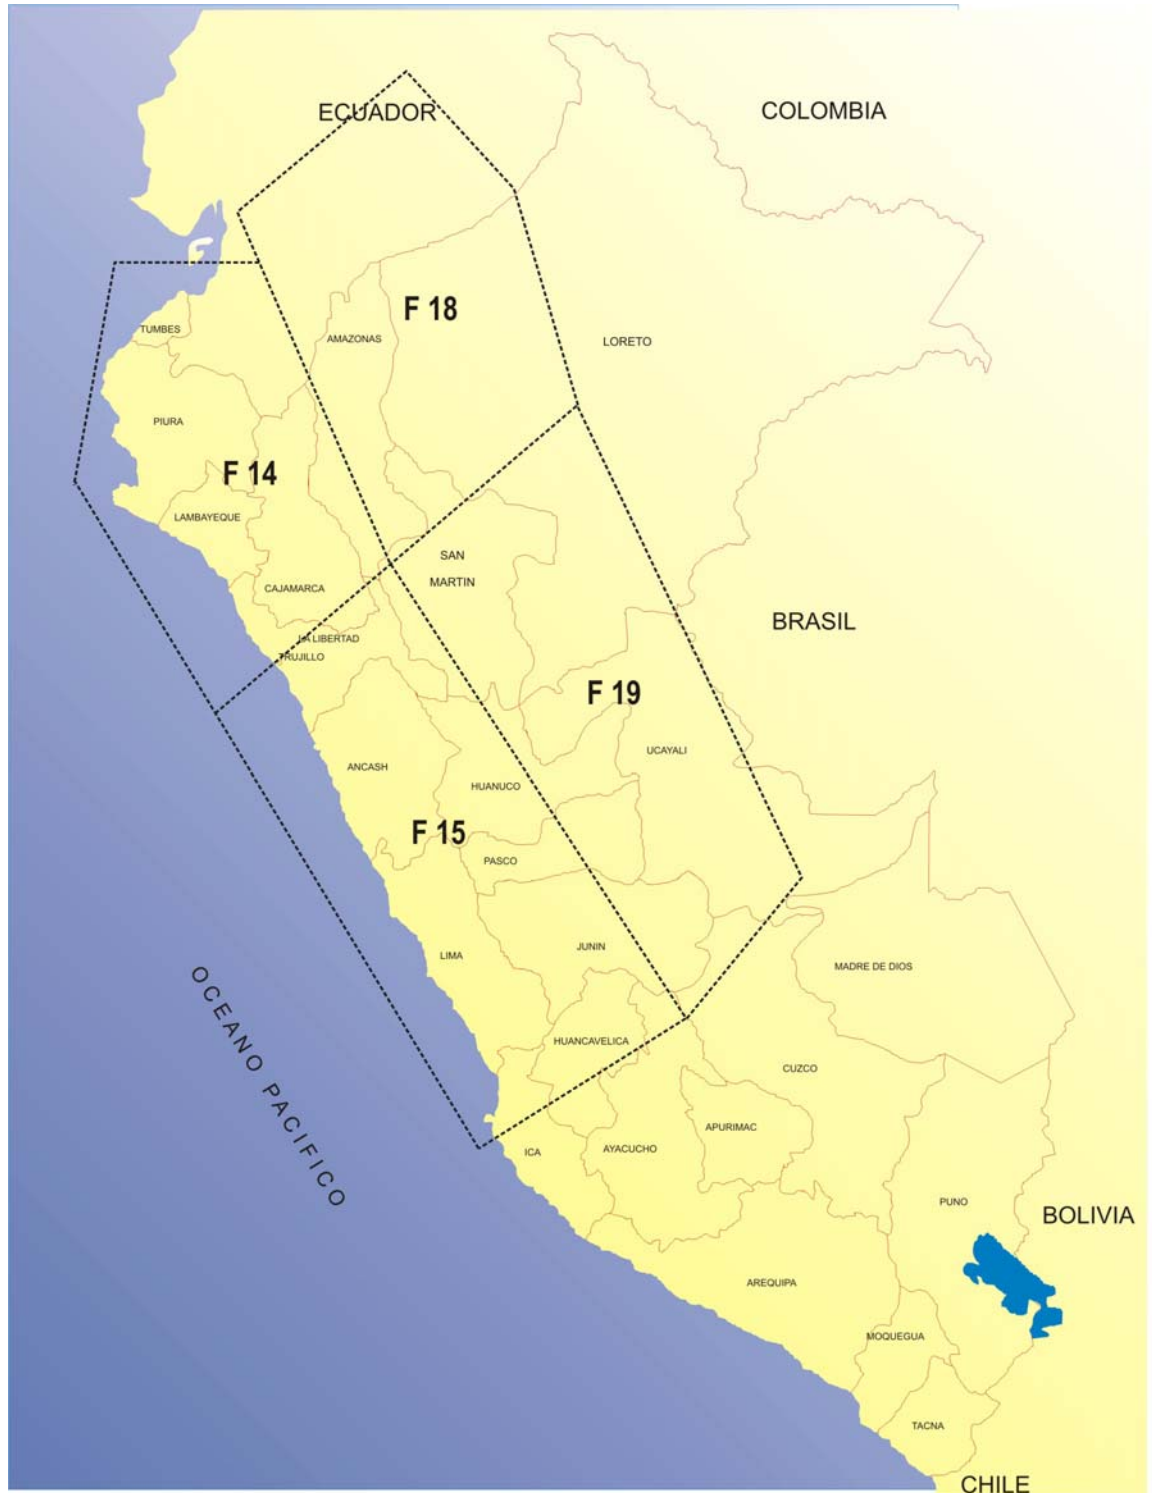 ECUADOR
COLOMBIA
F 18
TUMBES
AMAZONAS
LORETO
PIURA
F 14
LAMBAYEQUE
SAN
MARTIN
CAJAMARCA
BRASIL
LA LIBERTAD
TRUJILLO
F 19
UCAYALI
ANCASH
HUANUCO
F 15
PASCO
JUNIN
LIMA
MADRE DE DIOS
OCEANO PACIFICO
HUANCAVELICA
CUZCO
APURIMAC
ICA
AYACUCHO
PUNO
BOLIVIA
AREQUIPA
MOQUEGUA
TACNA
CHILE